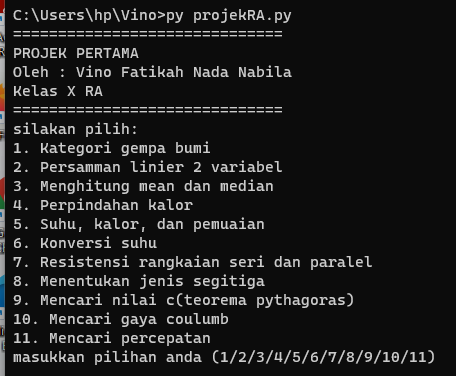 C:\Users\hp\Vino>py projekRA.py
==============================
PROJEK PERTAMA
Oleh : Vino Fatikah Nada Nabila
Kelas X RA
==============================
silakan pilih:
1. Kategori gempa bumi
2. Persamman linier 2 variabel
3. Menghitung mean dan median
4. Perpindahan kalor
5. Suhu, kalor, dan pemuaian
6. Konversi suhu
7. Resistensi rangkaian seri dan paralel
8. Menentukan jenis segitiga
9. Mencari nilai c(teorema pythagoras)
10. Mencari gaya coulumb
11. Mencari percepatan
masukkan pilihan anda (1/2/3/4/5/6/7/8/9/10/11)